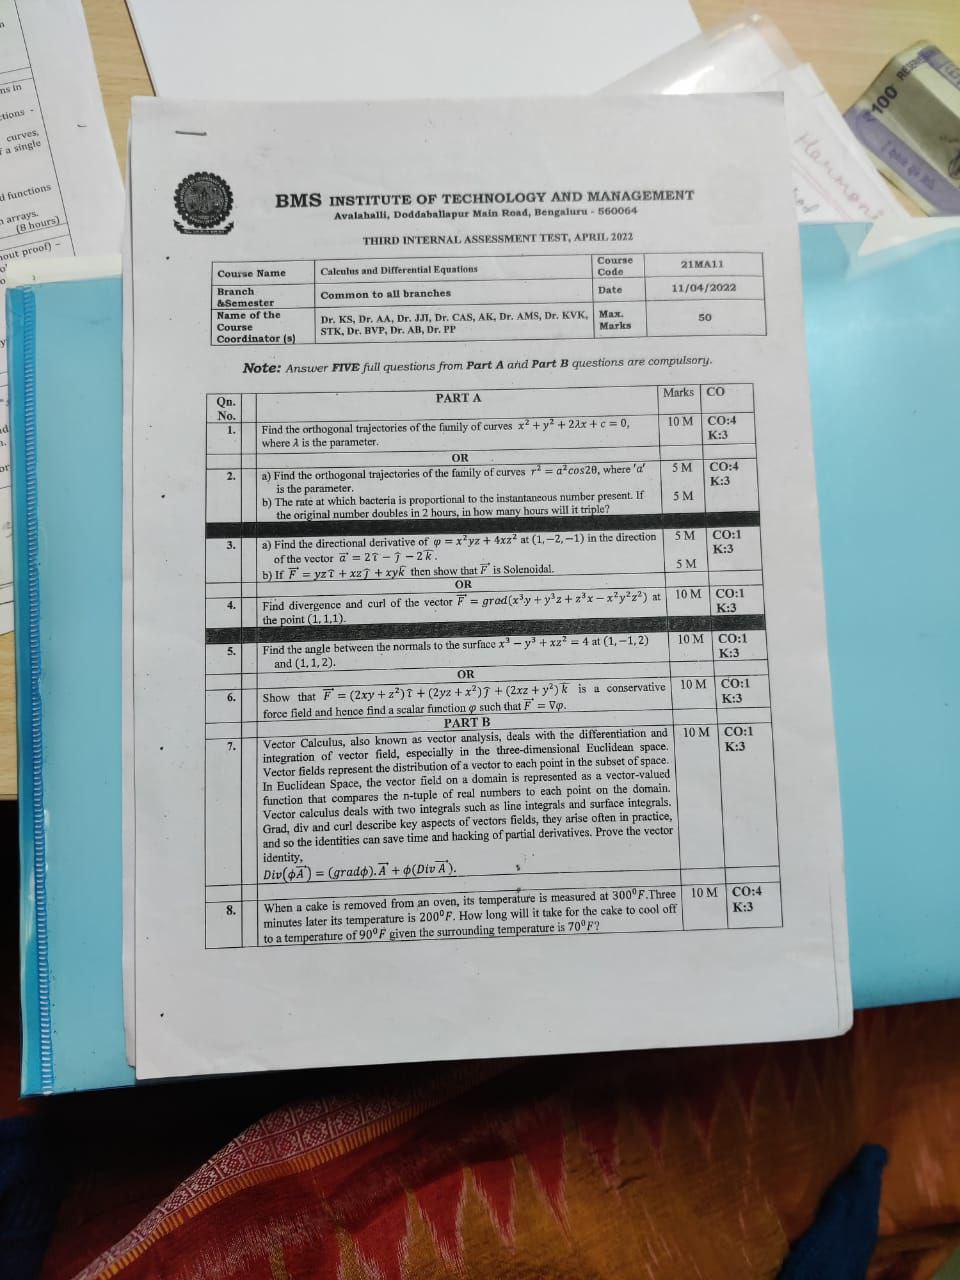 ns in
ctions -
curves,
f a single
d functions
n arrays.
(8 hours)
hout proof) -
100
RESERVE
Harmoni
BMS INSTITUTE OF TECHNOLOGY AND MANAGEMENT
Avalahalli, Doddaballapur Main Road, Bengaluru - 560064
THIRD INTERNAL ASSESSMENT TEST, APRIL 2022
Course Name Calculus and Differential Equations Course Code 21MA11
Branch &Semester Common to all branches Date 11/04/2022
Name of the Course Coordinator (s) Dr. KS, Dr. AA, Dr. JJI, Dr. CAS, AK, Dr. AMS, Dr. KVK, STK, Dr. BVP, Dr. AB, Dr. PP Max. Marks 50
Note: Answer FIVE full questions from Part A and Part B questions are compulsory.
Qn. No. PART A Marks CO
1. Find the orthogonal trajectories of the family of curves x² + y² + 2λx + c = 0, 10 M CO:4
where λ is the parameter. K:3
OR
2. a) Find the orthogonal trajectories of the family of curves r² = a²cos2θ, where 'a' 5 M CO:4
is the parameter. K:3
b) The rate at which bacteria is proportional to the instantaneous number present. If 5 M
the original number doubles in 2 hours, in how many hours will it triple?
3. a) Find the directional derivative of φ = x²yz + 4xz² at (1,−2,−1) in the direction 5 M CO:1
of the vector a⃗ = 2î − ĵ − 2k̂. K:3
b) If F⃗ = yzî + xzĵ + xyk̂ then show that F⃗ is Solenoidal. 5 M
OR
4. Find divergence and curl of the vector F⃗ = grad(x³y + y³z + z³x − x²y²z²) at 10 M CO:1
the point (1,1,1). K:3
5. Find the angle between the normals to the surface x³ − y³ + xz² = 4 at (1,−1,2) 10 M CO:1
and (1,1,2). K:3
OR
6. Show that F⃗ = (2xy + z²)î + (2yz + x²)ĵ + (2xz + y²)k̂ is a conservative 10 M CO:1
force field and hence find a scalar function φ such that F⃗ = ∇φ. K:3
PART B
7. Vector Calculus, also known as vector analysis, deals with the differentiation and 10 M CO:1
integration of vector field, especially in the three-dimensional Euclidean space. K:3
Vector fields represent the distribution of a vector to each point in the subset of space.
In Euclidean Space, the vector field on a domain is represented as a vector-valued
function that compares the n-tuple of real numbers to each point on the domain.
Vector calculus deals with two integrals such as line integrals and surface integrals.
Grad, div and curl describe key aspects of vectors fields, they arise often in practice,
and so the identities can save time and hacking of partial derivatives. Prove the vector
identity,
Div(ϕA⃗) = (gradϕ).A⃗ + ϕ(Div A⃗).
8. When a cake is removed from an oven, its temperature is measured at 300⁰F.Three 10 M CO:4
minutes later its temperature is 200⁰F. How long will it take for the cake to cool off K:3
to a temperature of 90⁰F given the surrounding temperature is 70⁰F?